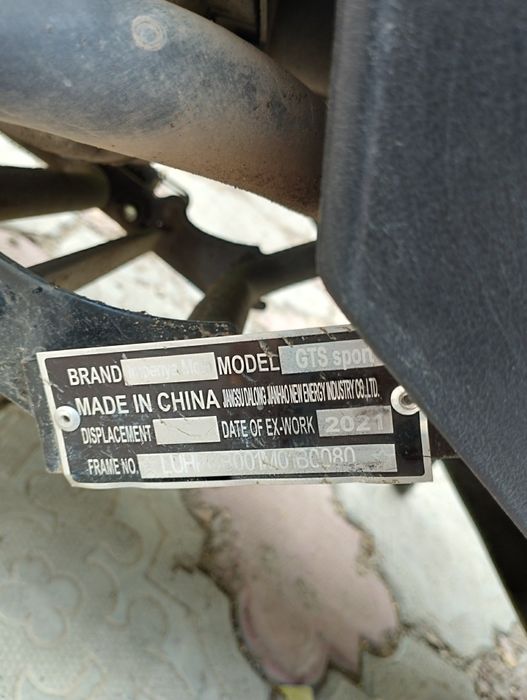 BRAND MODEL GTS sport
MADE IN CHINA JIANGSU DALONG JIANHAO NEW ENERGY INDUSTRY CO.,LTD.
DISPLACEMENT DATE OF EX-WORK 2021
FRAME NO.